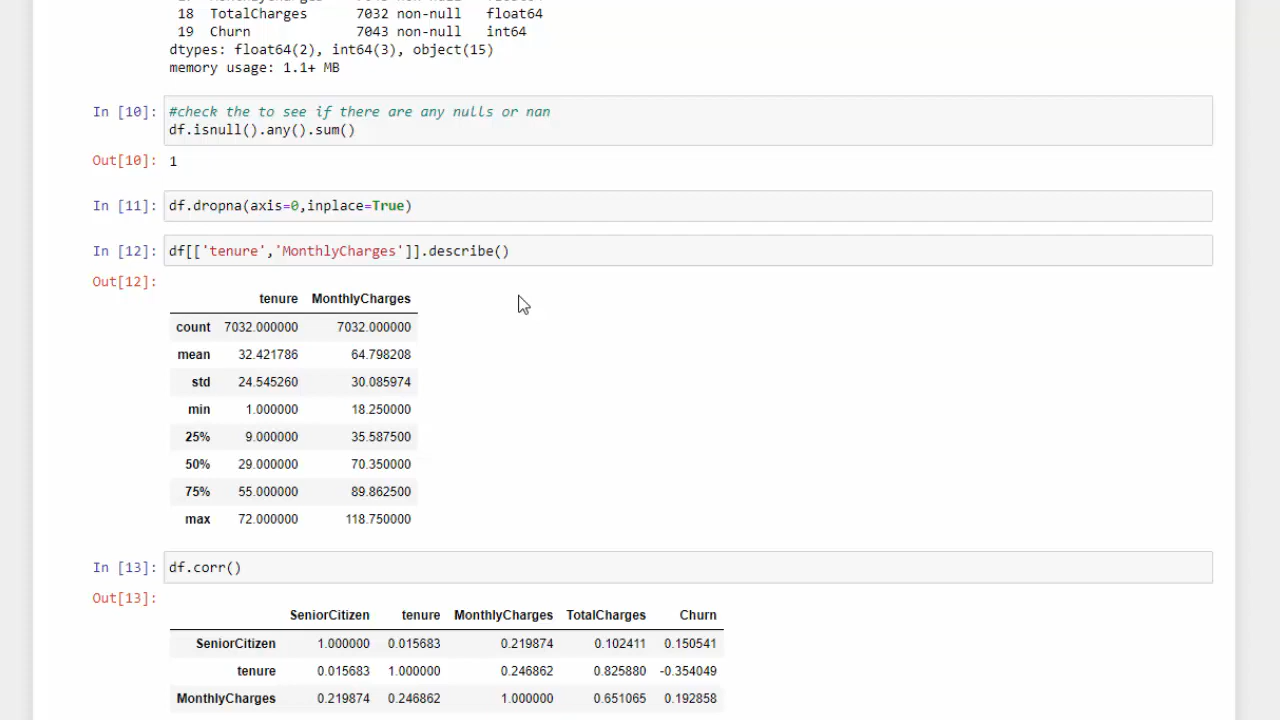 18 TotalCharges 7032 non-null float64
19 Churn 7043 non-null int64
dtypes: float64(2), int64(3), object(15)
memory usage: 1.1+ MB
In [10]: #check the to see if there are any nulls or nan
df.isnull().any().sum()
Out[10]: 1
In [11]: df.dropna(axis=0,inplace=True)
In [12]: df[['tenure','MonthlyCharges']].describe()
Out[12]:
tenure MonthlyCharges
count 7032.000000 7032.000000
mean 32.421786 64.798208
std 24.545260 30.085974
min 1.000000 18.250000
25% 9.000000 35.587500
50% 29.000000 70.350000
75% 55.000000 89.862500
max 72.000000 118.750000
In [13]: df.corr()
Out[13]:
SeniorCitizen tenure MonthlyCharges TotalCharges Churn
SeniorCitizen 1.000000 0.015683 0.219874 0.102411 0.150541
tenure 0.015683 1.000000 0.246862 0.825880 -0.354049
MonthlyCharges 0.219874 0.246862 1.000000 0.651065 0.192858